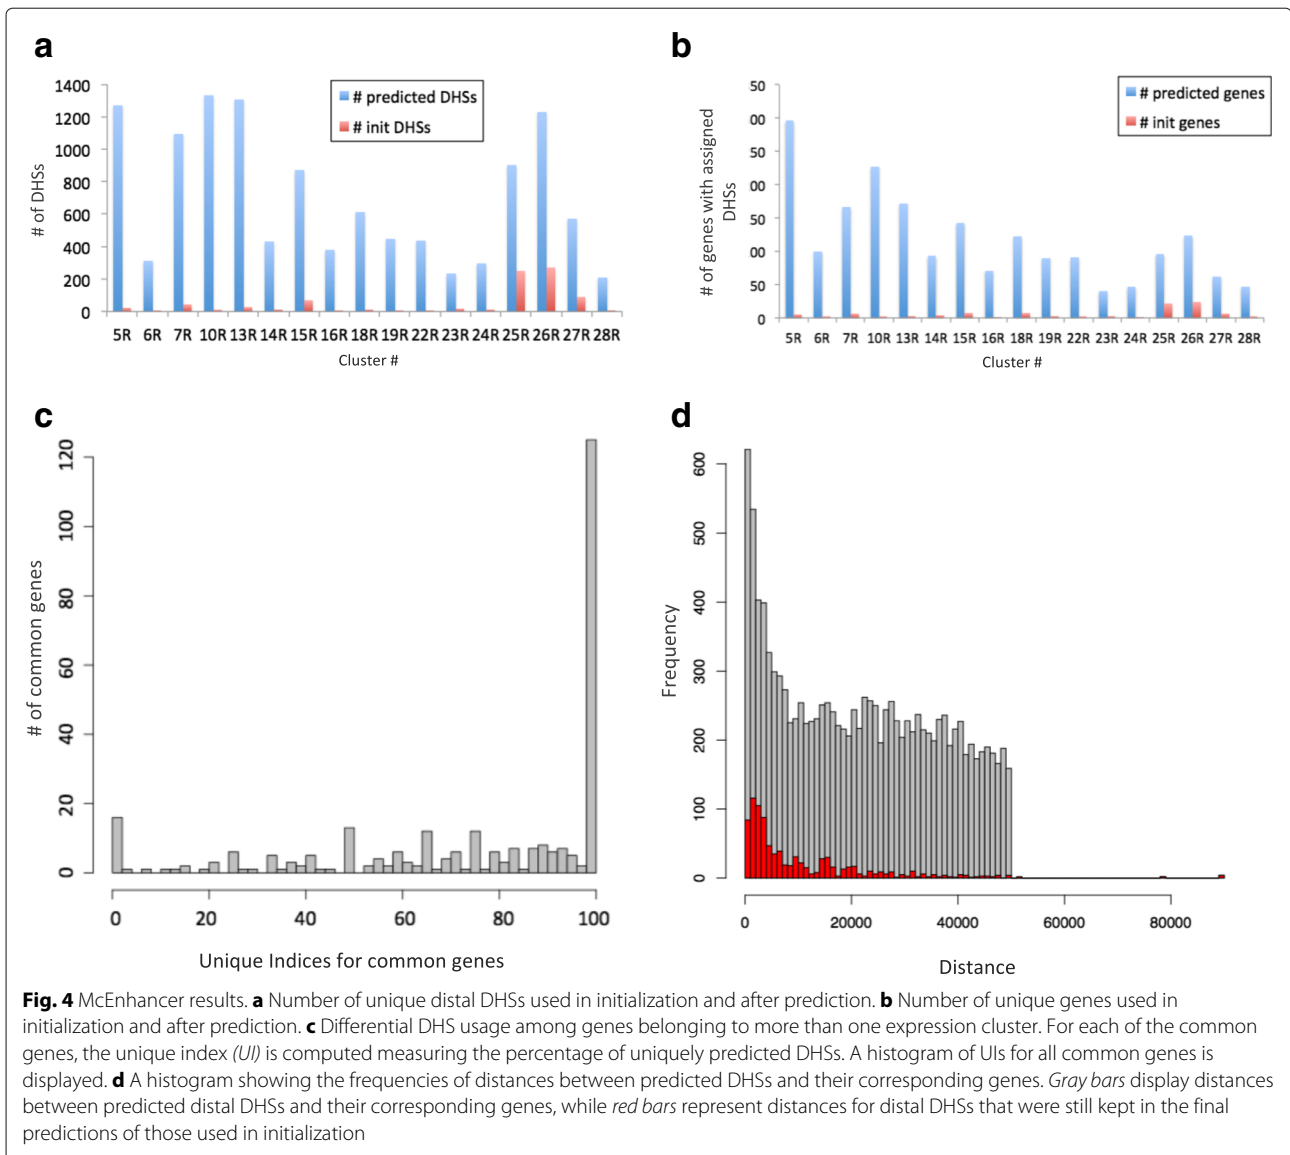 a
1400
1200
1000
800
600
400
200
0
# of DHSs
# predicted DHSs
# init DHSs
5R 6R 7R 10R 13R 14R 15R 16R 18R 19R 22R 23R 24R 25R 26R 27R 28R
Cluster #
b
50
00
50
00
50
00
50
0
# of genes with assigned
DHSs
# predicted genes
# init genes
5R 6R 7R 10R 13R 14R 15R 16R 18R 19R 22R 23R 24R 25R 26R 27R 28R
Cluster #
c
120
100
80
60
40
20
0
# of common genes
0 20 40 60 80 100
Unique Indices for common genes
d
600
500
400
300
200
100
0
Frequency
0 20000 40000 60000 80000
Distance
Fig. 4 McEnhancer results. a Number of unique distal DHSs used in initialization and after prediction. b Number of unique genes used in
initialization and after prediction. c Differential DHS usage among genes belonging to more than one expression cluster. For each of the common
genes, the unique index (UI) is computed measuring the percentage of uniquely predicted DHSs. A histogram of UIs for all common genes is
displayed. d A histogram showing the frequencies of distances between predicted DHSs and their corresponding genes. Gray bars display distances
between predicted distal DHSs and their corresponding genes, while red bars represent distances for distal DHSs that were still kept in the final
predictions of those used in initialization